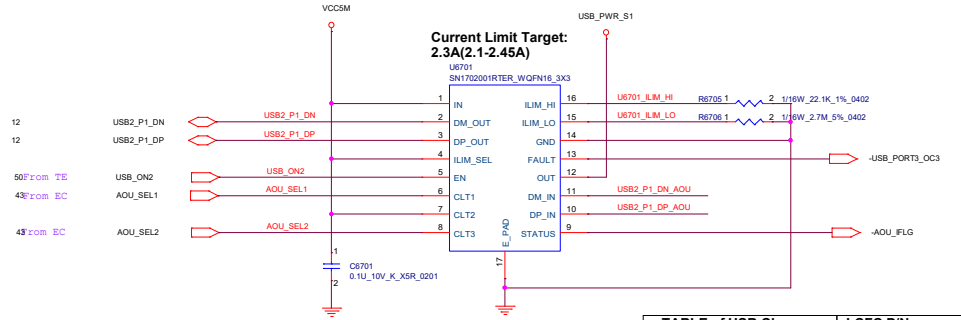 VCC5M
USB_PWR_S1
Current Limit Target:
2.3A(2.1-2.45A)
U6701
SN1702001RTER_WQFN16_3X3
1 IN ILIM_HI 16 U6701_ILIM_HI R6705 1 2 1/16W_22.1K_1%_0402
12 USB2_P1_DN USB2_P1_DN 2 DM_OUT ILIM_LO 15 U6701_ILIM_LO R6706 1 2 1/16W_2.7M_5%_0402
12 USB2_P1_DP USB2_P1_DP 3 DP_OUT GND 14
4 ILIM_SEL FAULT 13 -USB_PORT3_OC3
50 From TE USB_ON2 USB_ON2 5 EN OUT 12
43 From EC AOU_SEL1 AOU_SEL1 6 CLT1 DM_IN 11 USB2_P1_DN_AOU
7 CLT2 DP_IN 10 USB2_P1_DP_AOU
From EC AOU_SEL2 AOU_SEL2 8 CLT3 STATUS 9 -AOU_IFLG
E_PAD
17
1
C6701
0.1U_10V_K_X5R_0201
2